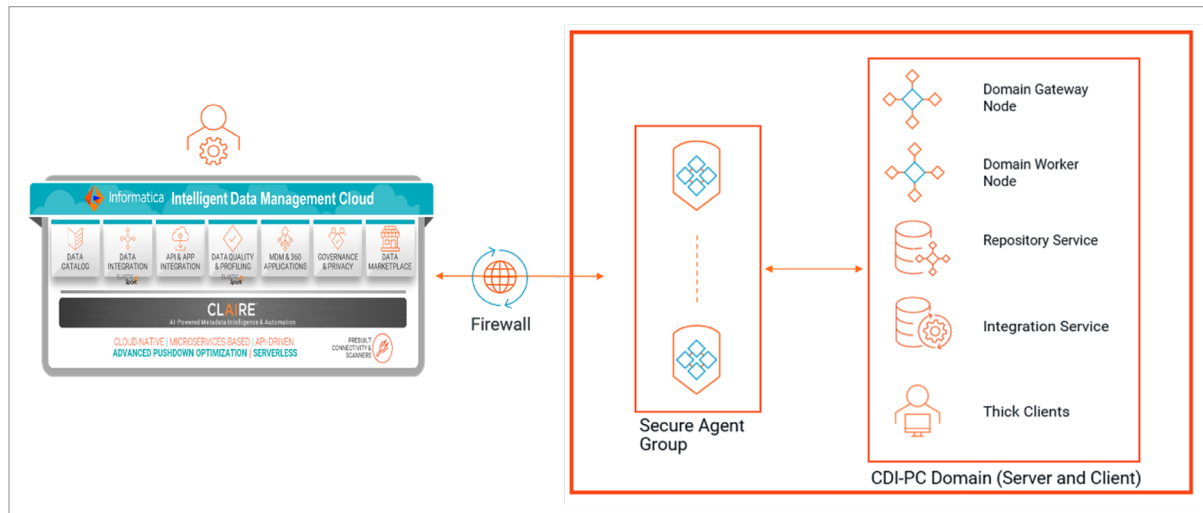 Informatica Intelligent Data Management Cloud
DATA
CATALOG
DATA
INTEGRATION
API & APP
INTEGRATION
DATA QUALITY
& PROFILING
MDM & 360
APPLICATIONS
GOVERNANCE
& PRIVACY
DATA
MARKETPLACE
Spark
Spark
CLAIRE
AI-Powered Metadata Intelligence & Automation
CLOUD-NATIVE | MICROSERVICES-BASED | API-DRIVEN
ADVANCED PUSHDOWN OPTIMIZATION | SERVERLESS
PREBUILT
CONNECTIVITY &
SCANNERS
Firewall
Secure Agent
Group
Domain Gateway
Node
Domain Worker
Node
Repository Service
Integration Service
Thick Clients
CDI-PC Domain (Server and Client)